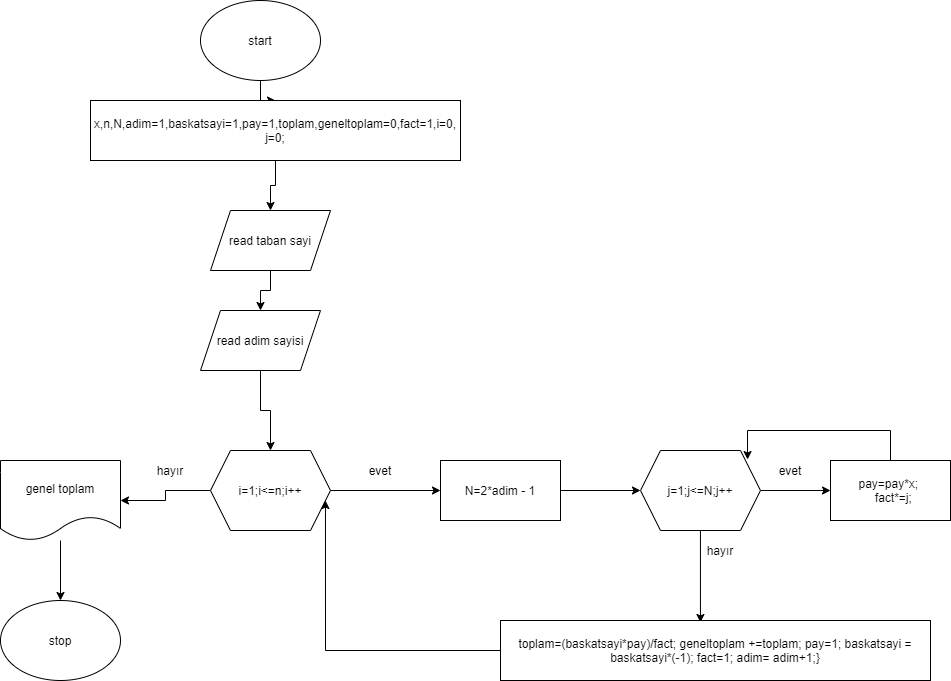 start
x,n,N,adim=1,baskatsayi=1,pay=1,toplam,geneltoplam=0,fact=1,i=0,
j=0;
read taban sayi
read adim sayisi
hayır
evet
evet
genel toplam
i=1;i<=n;i++
N=2*adim - 1
j=1;j<=N;j++
pay=pay*x;
fact*=j;
hayır
stop
toplam=(baskatsayi*pay)/fact; geneltoplam +=toplam; pay=1; baskatsayi =
baskatsayi*(-1); fact=1; adim= adim+1;}